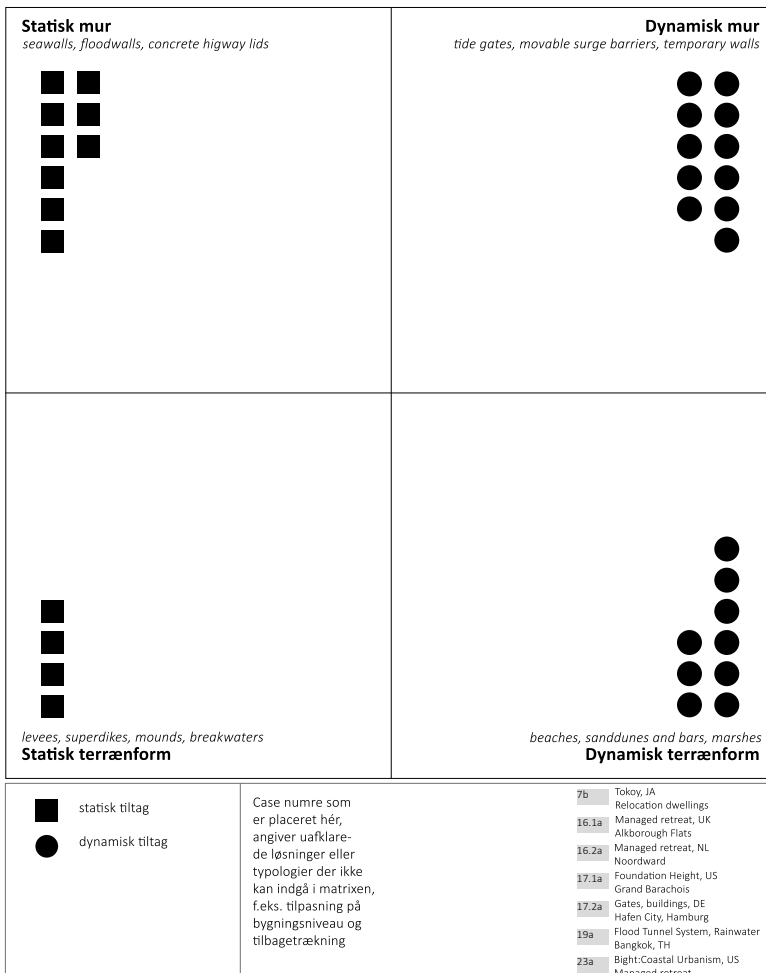 Statisk mur
seawalls, floodwalls, concrete higway lids
Dynamisk mur
tide gates, movable surge barriers, temporary walls
levees, superdikes, mounds, breakwaters
Statisk terrænform
beaches, sanddunes and bars, marshes
Dynamisk terrænform
statisk tiltag
dynamisk tiltag
Case numre som
er placeret hér,
angiver uafklare-
de løsninger eller
typologier der ikke
kan indgå i matrixen,
f.eks. tilpasning på
bygningsniveau og
tilbagetrækning
7b Tokoy, JA
Relocation dwellings
16.1a Managed retreat, UK
Alkborough Flats
16.2a Managed retreat, NL
Noordward
17.1a Foundation Height, US
Grand Barachois
17.2a Gates, buildings, DE
Hafen City, Hamburg
19a Flood Tunnel System, Rainwater
Bangkok, TH
23a Bight:Coastal Urbanism, US
Managed retreat